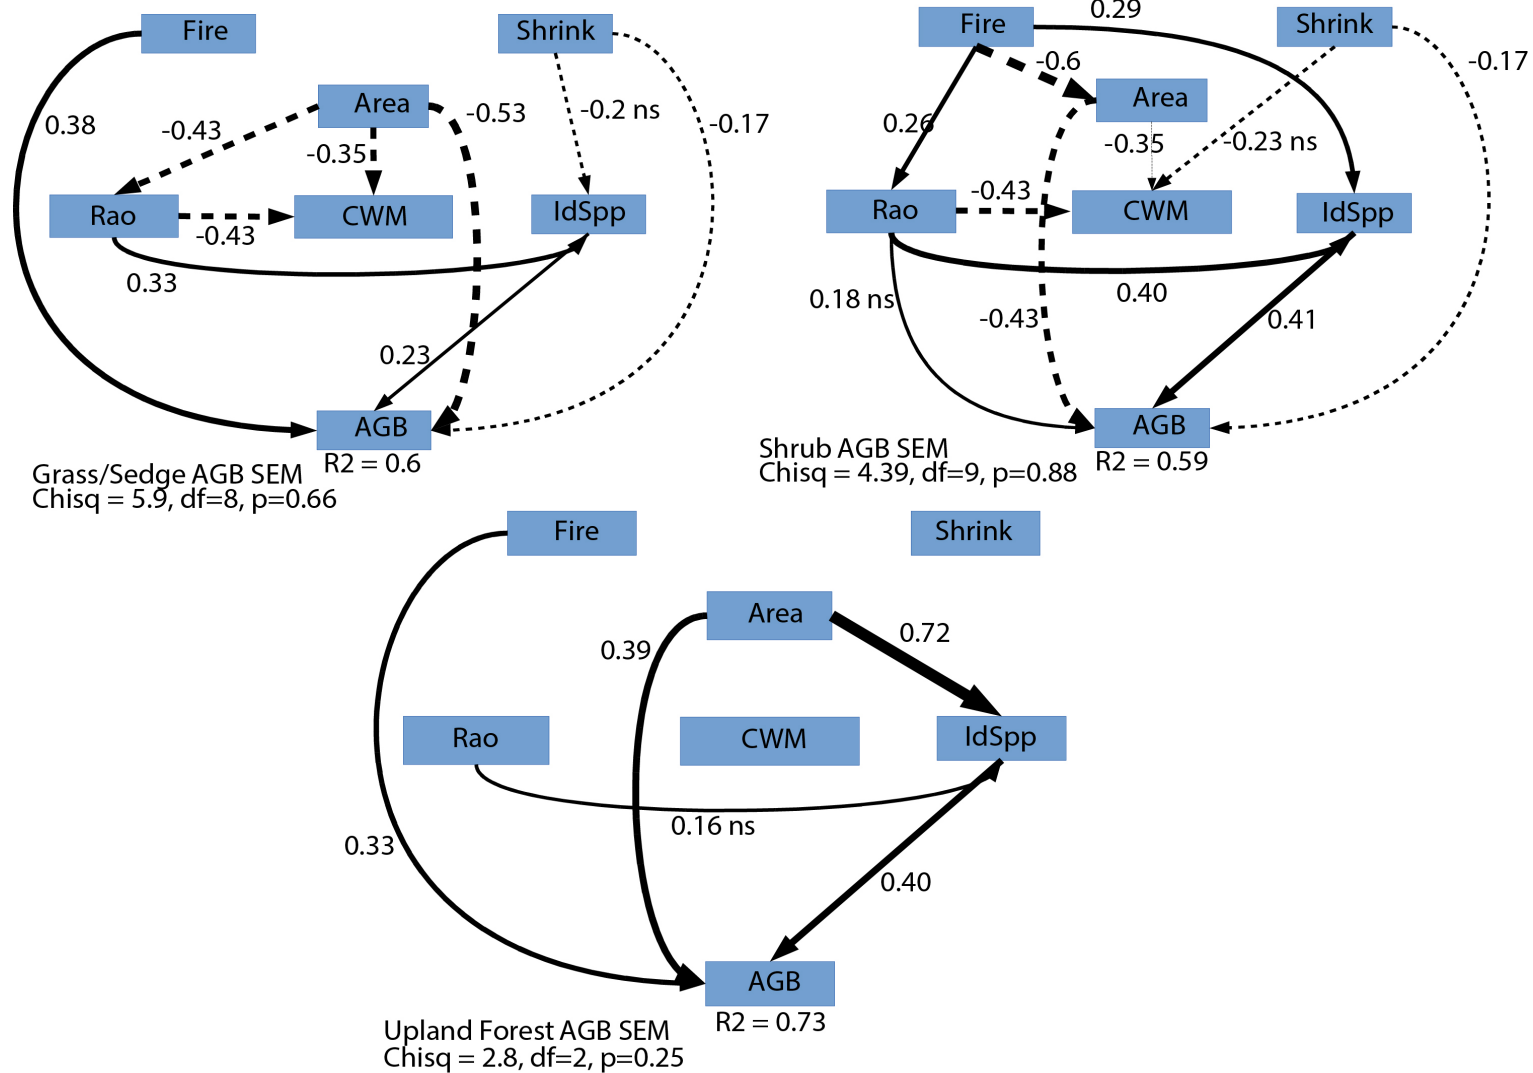 Fire
Shrink
0.38
Area
-0.53
-0.43
-0.35
-0.2 ns
-0.17
Rao
CWM
IdSpp
-0.43
0.33
0.23
AGB
R2 = 0.6
Grass/Sedge AGB SEM
Chisq = 5.9, df=8, p=0.66
0.29
Fire
Shrink
-0.6
-0.17
Area
0.26
-0.35
-0.23 ns
-0.43
Rao
CWM
IdSpp
0.18 ns
0.40
-0.43
0.41
AGB
R2 = 0.59
Shrub AGB SEM
Chisq = 4.39, df=9, p=0.88
Fire
Shrink
Area
0.72
0.39
Rao
CWM
IdSpp
0.16 ns
0.33
0.40
AGB
R2 = 0.73
Upland Forest AGB SEM
Chisq = 2.8, df=2, p=0.25